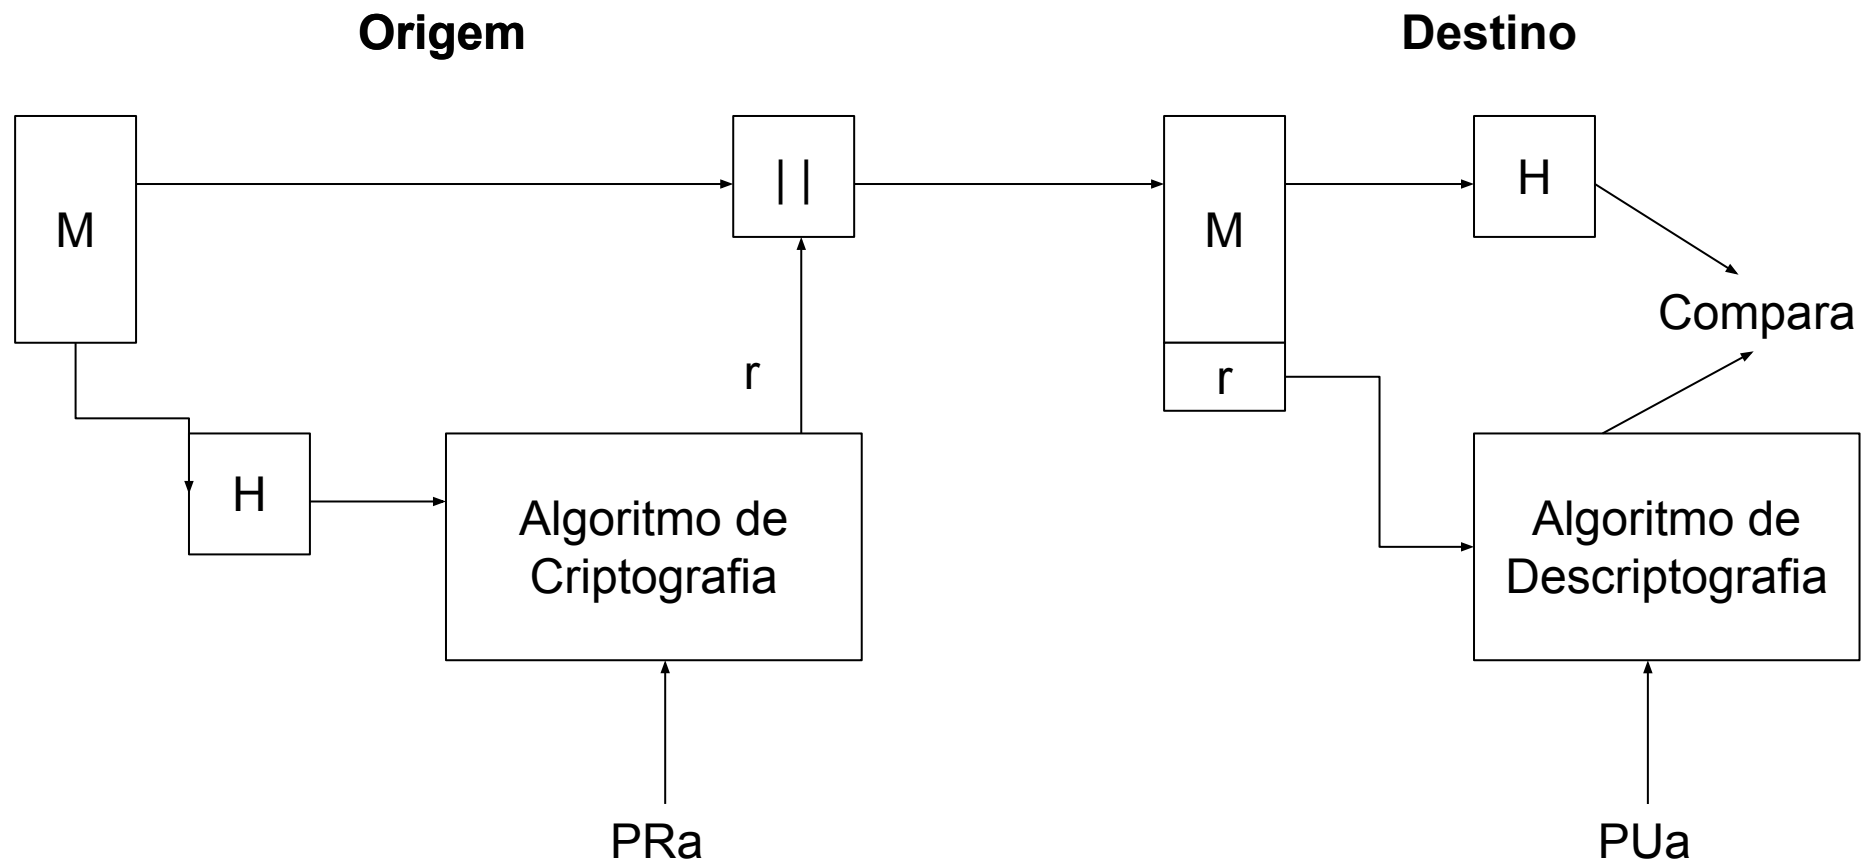 Origem
Destino
M
| |
M
H
Compara
r
r
H
Algoritmo de
Criptografia
Algoritmo de
Descriptografia
PRa
PUa